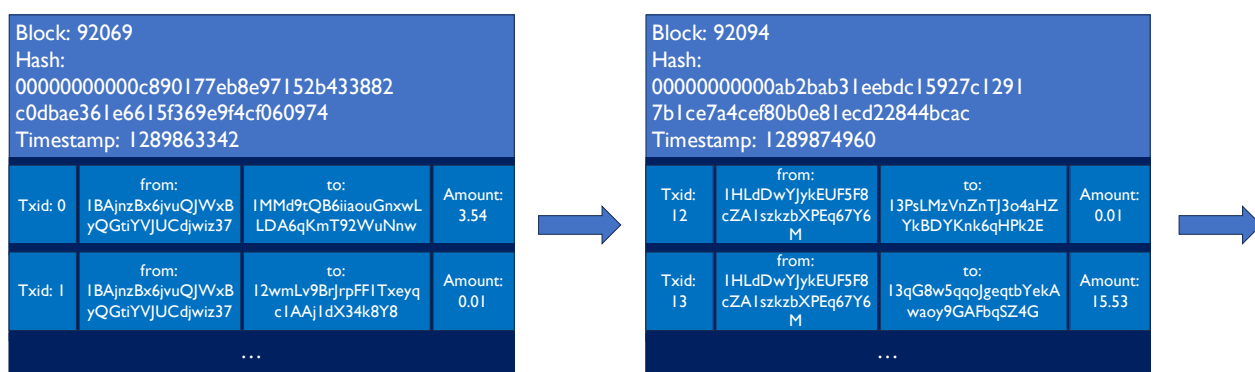 Block: 92069
Hash:
00000000000c890177eb8e97152b433882
c0dbae361e6615f369e9f4cf060974
Timestamp: 1289863342
Txid: 0
from:
1BAjnzBx6jvuQJWxB
yQGtiYVJUCdjwiz37
to:
1MMd9tQB6iiaouGnxwL
LDA6qKmT92WuNnw
Amount:
3.54
Txid: 1
from:
1BAjnzBx6jvuQJWxB
yQGtiYVJUCdjwiz37
to:
12wmLv9BrJrpFF1Txeyq
c1AAj1dX34k8Y8
Amount:
0.01
...
Block: 92094
Hash:
00000000000ab2bab31eebdc15927c1291
7b1ce7a4cef80b0e81ecd22844bcac
Timestamp: 1289874960
Txid:
12
from:
1HLdDwYJykEUF5F8
cZA1szkzbXPEq67Y6
M
to:
13PsLMzVnZnTJ3o4aHZ
YkBDYKnk6qHPk2E
Amount:
0.01
Txid:
13
from:
1HLdDwYJykEUF5F8
cZA1szkzbXPEq67Y6
M
to:
13qG8w5qqoJgeqtbYekA
waoy9GAFbqSZ4G
Amount:
15.53
...